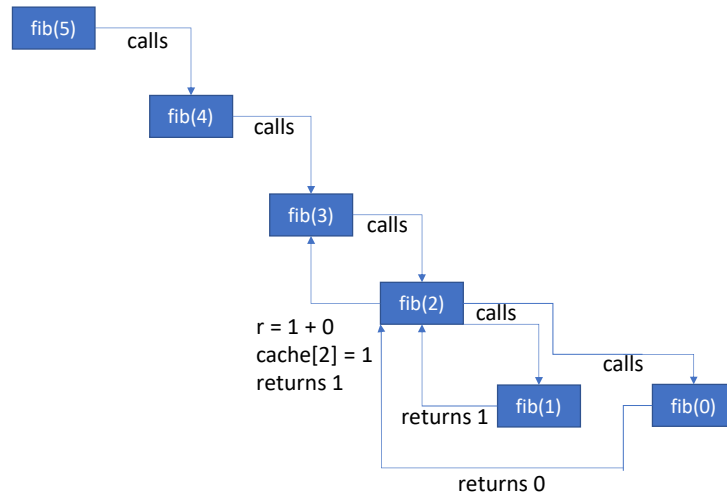 fib(5)
calls
fib(4)
calls
fib(3)
calls
fib(2)
calls
r = 1 + 0
cache[2] = 1
returns 1
calls
fib(1)
fib(0)
returns 1
returns 0